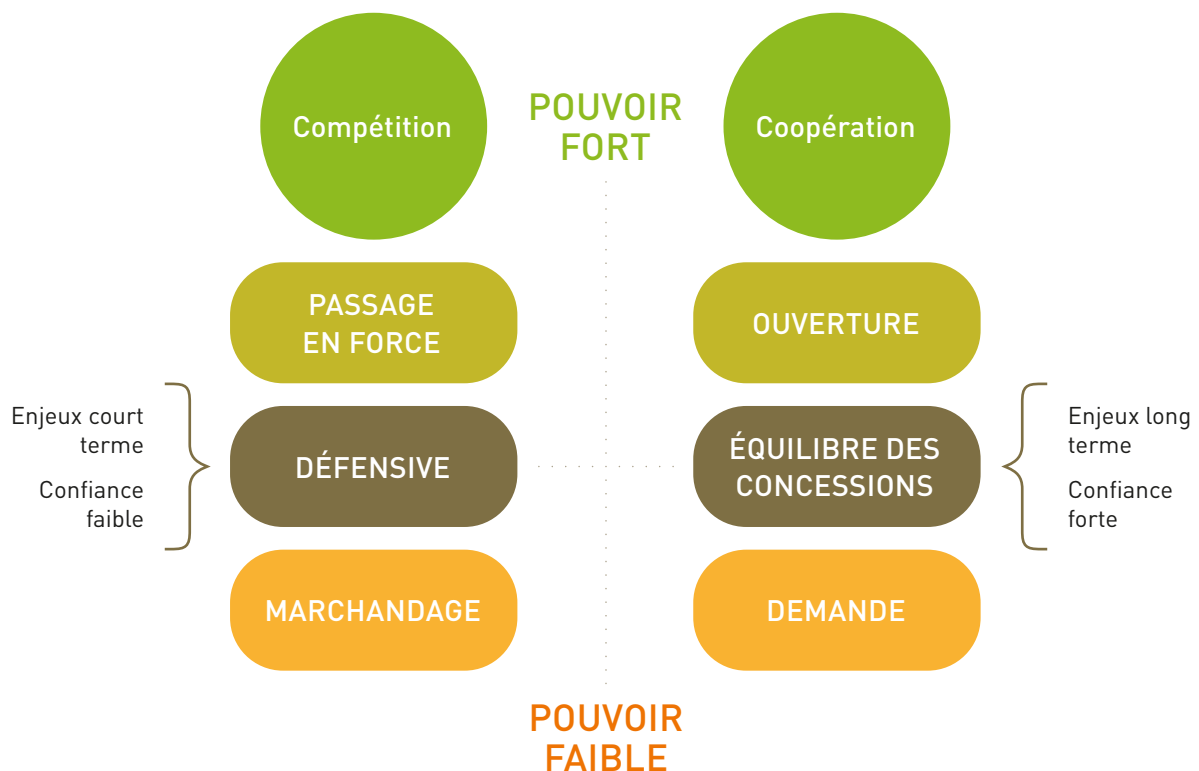 Compétition
POUVOIR
FORT
Coopération
PASSAGE
EN FORCE
OUVERTURE
Enjeux court
terme
Confiance
faible
DÉFENSIVE
ÉQUILIBRE DES
CONCESSIONS
Enjeux long
terme
Confiance
forte
MARCHANDAGE
DEMANDE
POUVOIR
FAIBLE